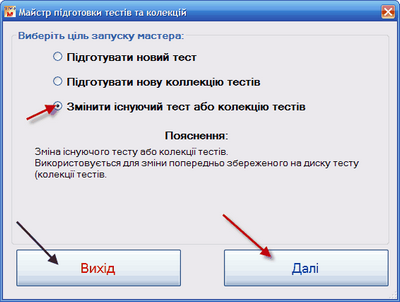 Майстр підготовки тестів та колекцій
Виберіть ціль запуску мастера:
Підготувати новий тест
Підготувати нову коллекцію тестів
Змінити існуючий тест або колекцію тестів
Пояснення:
Зміна існуючого тесту або колекції тестів.
Використовується для зміни попередньо збереженого на диску тесту
(колекції тестів.
Вихід
Далі